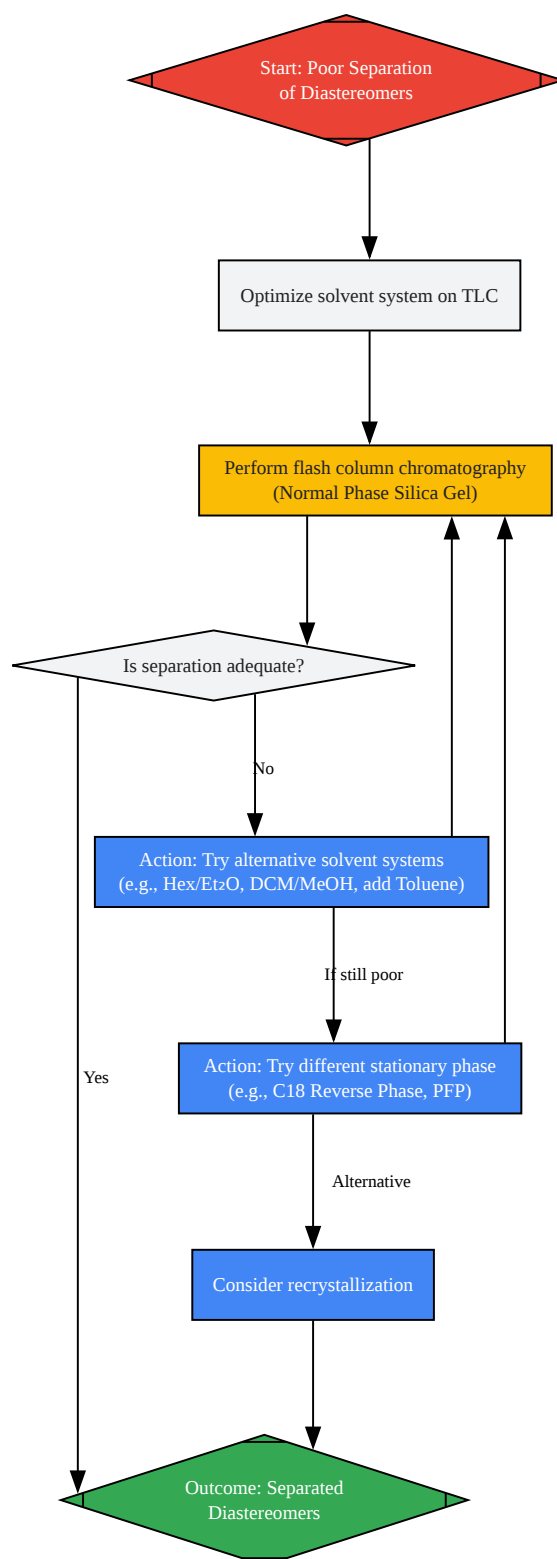 Start: Poor Separation
of Diastereomers
Optimize solvent system on TLC
Perform flash column chromatography
(Normal Phase Silica Gel)
Is separation adequate?
No
Action: Try alternative solvent systems
(e.g., Hex/Et₂O, DCM/MeOH, add Toluene)
If still poor
Action: Try different stationary phase
(e.g., C18 Reverse Phase, PFP)
Yes
Alternative
Consider recrystallization
Outcome: Separated
Diastereomers